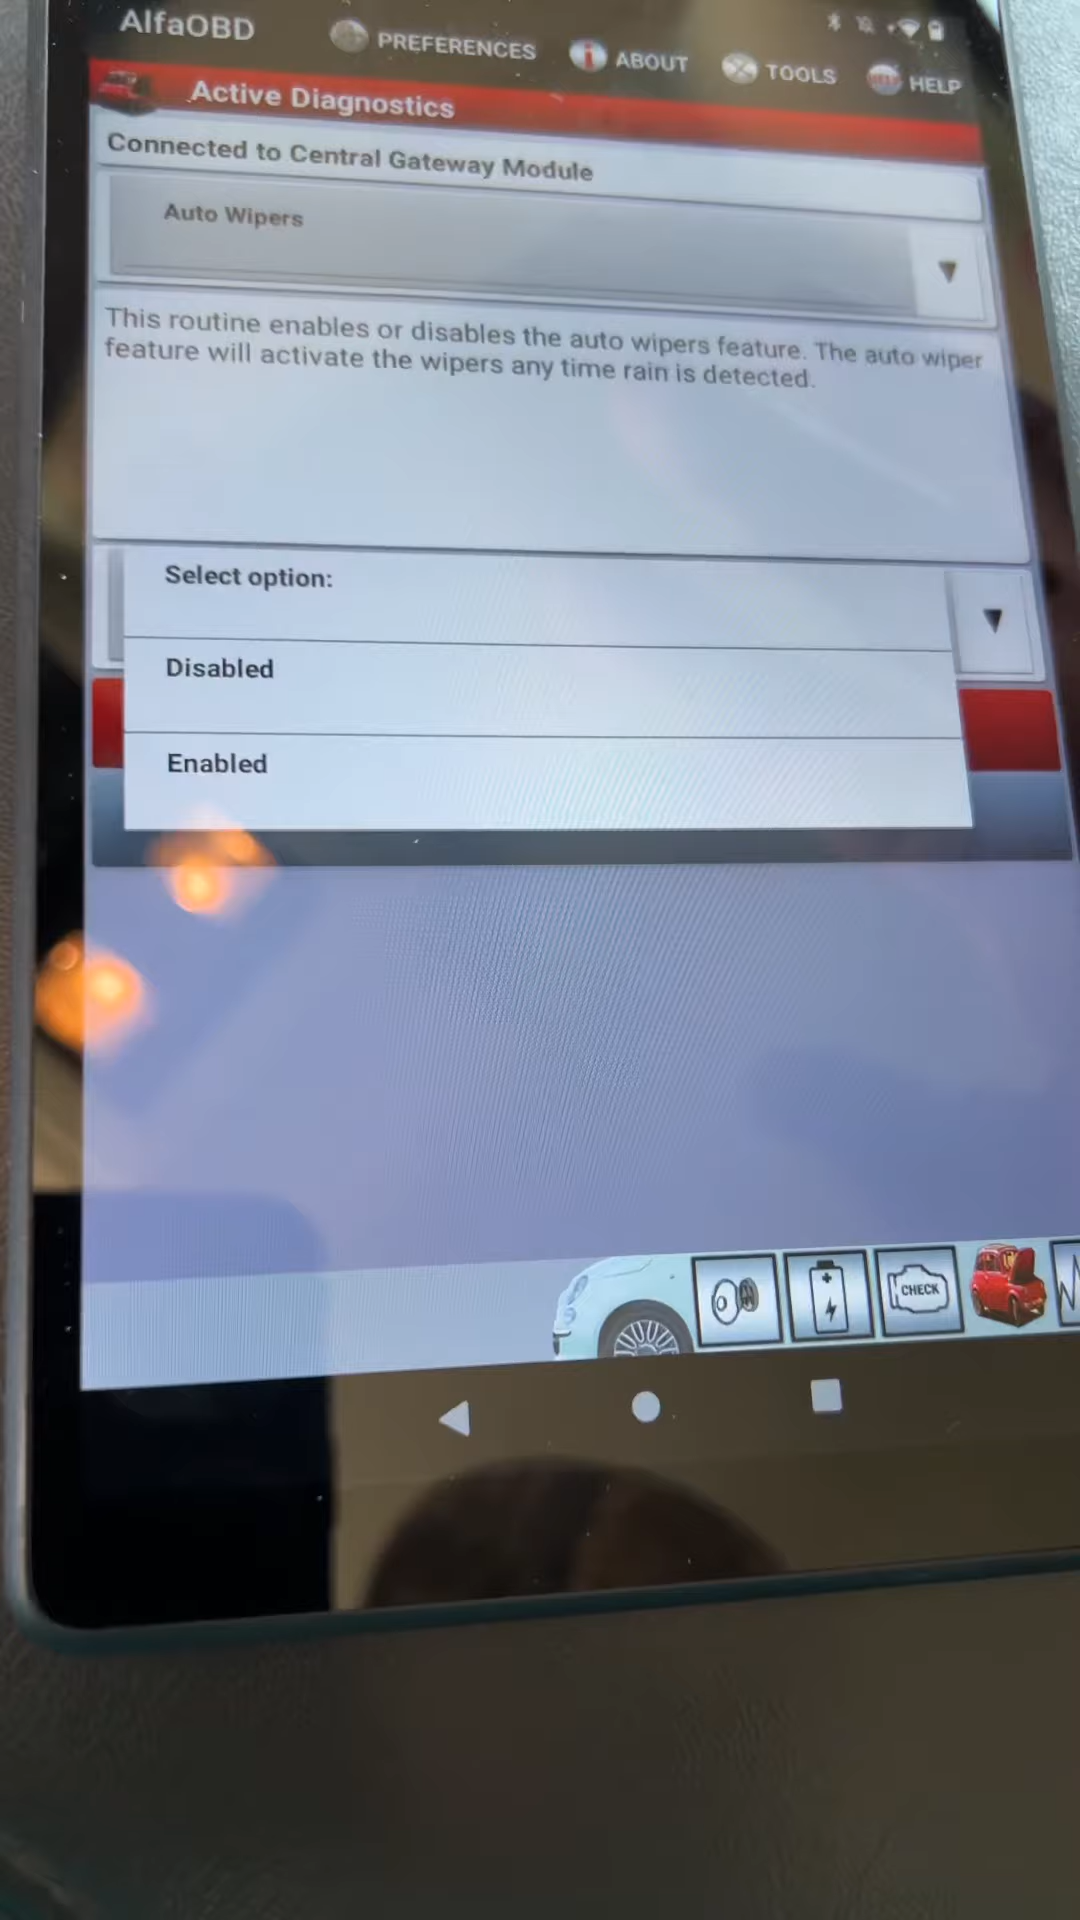 AlfaOBD
PREFERENCES
ABOUT
TOOLS
HELP
Active Diagnostics
Connected to Central Gateway Module
Auto Wipers
This routine enables or disables the auto wipers feature. The auto wiper
feature will activate the wipers any time rain is detected.
Select option:
Disabled
Enabled
CHECK